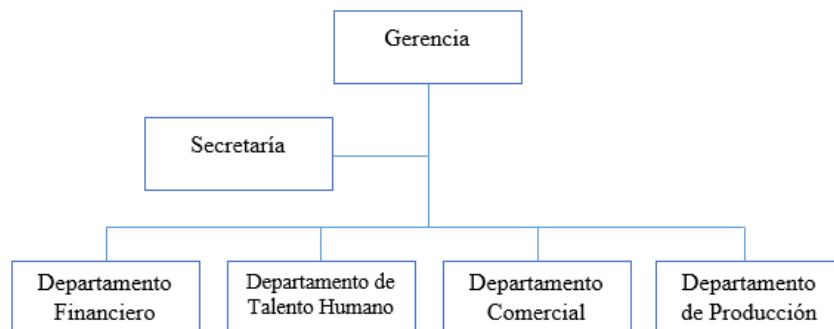 Gerencia
Secretaría
Departamento
Financiero
Departamento de
Talento Humano
Departamento
Comercial
Departamento
de Producción